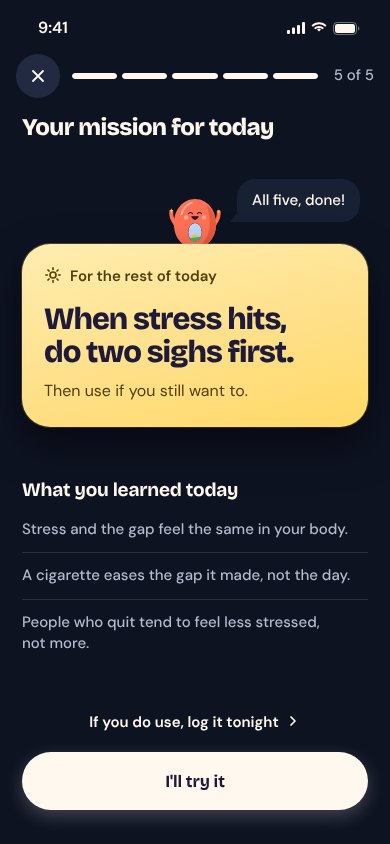 9:41
5 of 5
Your mission for today
All five, done!
For the rest of today
When stress hits,
do two sighs first.
Then use if you still want to.
What you learned today
Stress and the gap feel the same in your body.
A cigarette eases the gap it made, not the day.
People who quit tend to feel less stressed,
not more.
If you do use, log it tonight
I'll try it